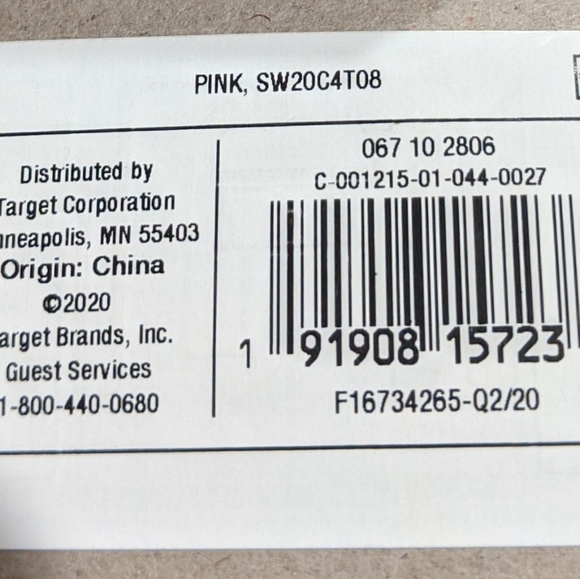 PINK, SW20C4T08
Distributed by
Target Corporation
nneapolis, MN 55403
Origin: China
©2020
arget Brands, Inc.
Guest Services
1-800-440-0680
067 10 2806
C-001215-01-044-0027
1 91908 15723
F16734265-Q2/20